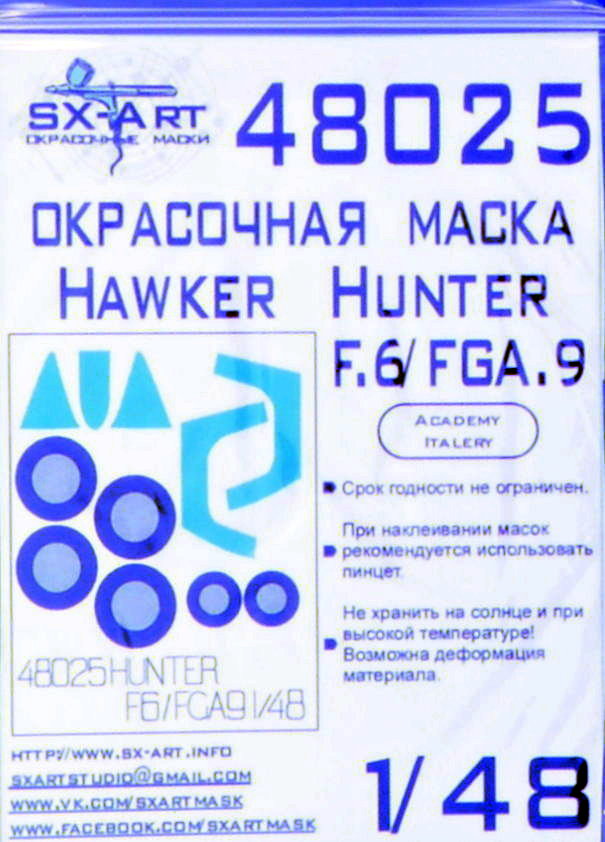 SX-ART
ОКРАСОЧНЫЕ МАСКИ
48025
ОКРАСОЧНАЯ МАСКА
HAWKER HUNTER
F.6/FGA.9
ACADEMY
ITALERY
Срок годности не ограничен.
При наклеивании масок
рекомендуется использовать
пинцет.
Не хранить на солнце и при
высокой температуре!
Возможна деформация
материала.
48025 HUNTER
F6/FGA9 1/48
HTTP://WWW.SX-ART.INFO
SXARTSTUDIO@GMAIL.COM
WWW.VK.COM/SXARTMASK
WWW.FACEBOOK.COM/SXARTMASK
1/48